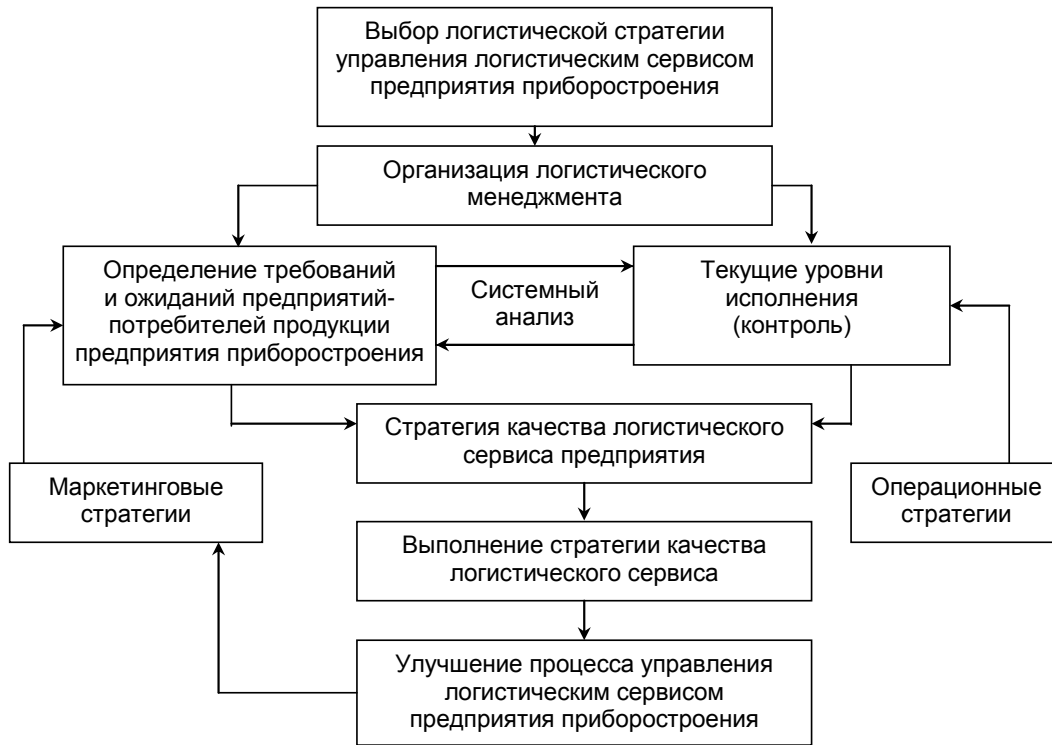 Выбор логистической стратегии
управления логистическим сервисом
предприятия приборостроения
Организация логистического
менеджмента
Определение требований
и ожиданий предприятий-
потребителей продукции
предприятия приборостроения
Системный
анализ
Текущие уровни
исполнения
(контроль)
Стратегия качества логистического
сервиса предприятия
Маркетинговые
стратегии
Операционные
стратегии
Выполнение стратегии качества
логистического сервиса
Улучшение процесса управления
логистическим сервисом
предприятия приборостроения